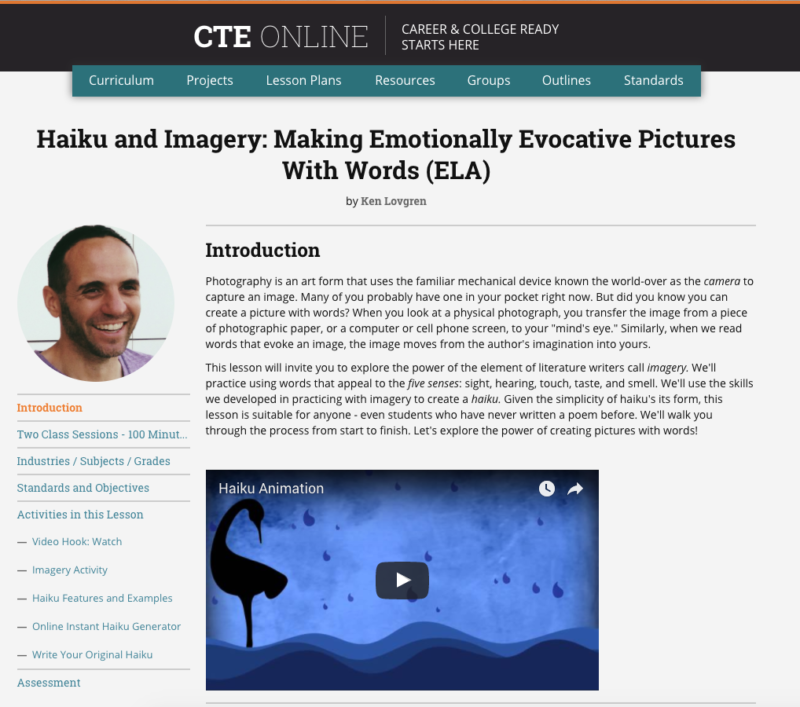 CTE ONLINE
CAREER & COLLEGE READY
STARTS HERE
Curriculum Projects Lesson Plans Resources Groups Outlines Standards
Haiku and Imagery: Making Emotionally Evocative Pictures
With Words (ELA)
by Ken Lovgren
Introduction
Two Class Sessions - 100 Minut...
Industries / Subjects / Grades
Standards and Objectives
Activities in this Lesson
— Video Hook: Watch
— Imagery Activity
— Haiku Features and Examples
— Online Instant Haiku Generator
— Write Your Original Haiku
Assessment
Introduction
Photography is an art form that uses the familiar mechanical device known the world-over as the camera to
capture an image. Many of you probably have one in your pocket right now. But did you know you can
create a picture with words? When you look at a physical photograph, you transfer the image from a piece
of photographic paper, or a computer or cell phone screen, to your "mind's eye." Similarly, when we read
words that evoke an image, the image moves from the author's imagination into yours.
This lesson will invite you to explore the power of the element of literature writers call imagery. We'll
practice using words that appeal to the five senses: sight, hearing, touch, taste, and smell. We'll use the skills
we developed in practicing with imagery to create a haiku. Given the simplicity of haiku's its form, this
lesson is suitable for anyone - even students who have never written a poem before. We'll walk you
through the process from start to finish. Let's explore the power of creating pictures with words!
Haiku Animation